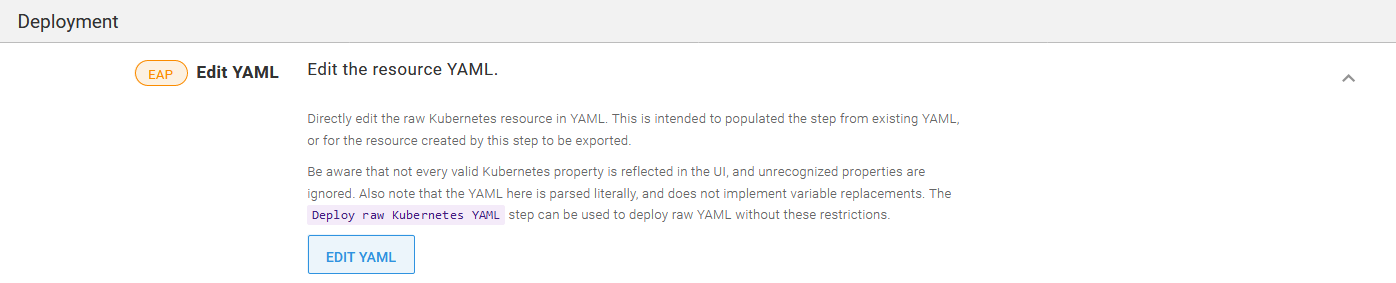 Deployment
EAP Edit YAML Edit the resource YAML.
Directly edit the raw Kubernetes resource in YAML. This is intended to populated the step from existing YAML,
or for the resource created by this step to be exported.
Be aware that not every valid Kubernetes property is reflected in the UI, and unrecognized properties are
ignored. Also note that the YAML here is parsed literally, and does not implement variable replacements. The
Deploy raw Kubernetes YAML step can be used to deploy raw YAML without these restrictions.
EDIT YAML